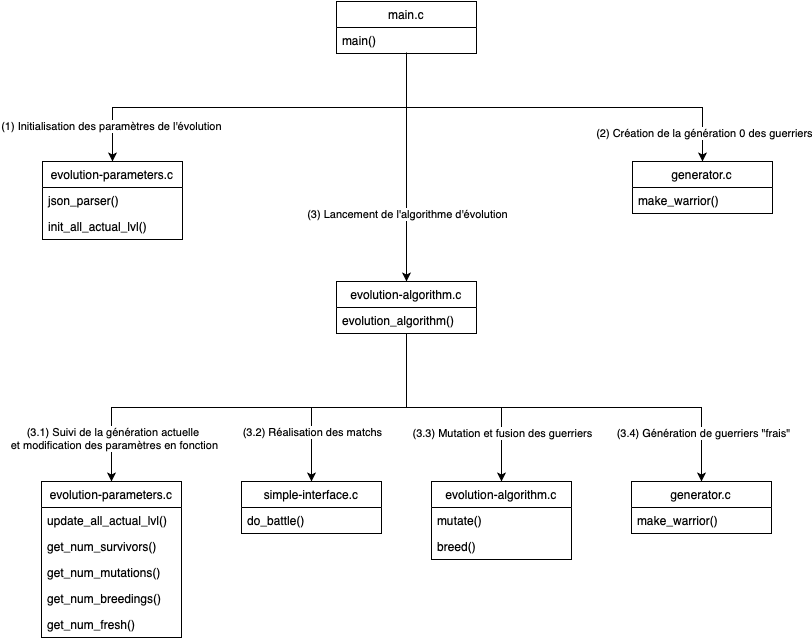 main.c
main()
(1) Initialisation des paramètres de l'évolution
(2) Création de la génération 0 des guerriers
evolution-parameters.c
json_parser()
init_all_actual_lvl()
generator.c
make_warrior()
(3) Lancement de l'algorithme d'évolution
evolution-algorithm.c
evolution_algorithm()
(3.1) Suivi de la génération actuelle
et modification des paramètres en fonction
(3.2) Réalisation des matchs
(3.3) Mutation et fusion des guerriers
(3.4) Génération de guerriers "frais"
evolution-parameters.c
update_all_actual_lvl()
get_num_survivors()
get_num_mutations()
get_num_breedings()
get_num_fresh()
simple-interface.c
do_battle()
evolution-algorithm.c
mutate()
breed()
generator.c
make_warrior()